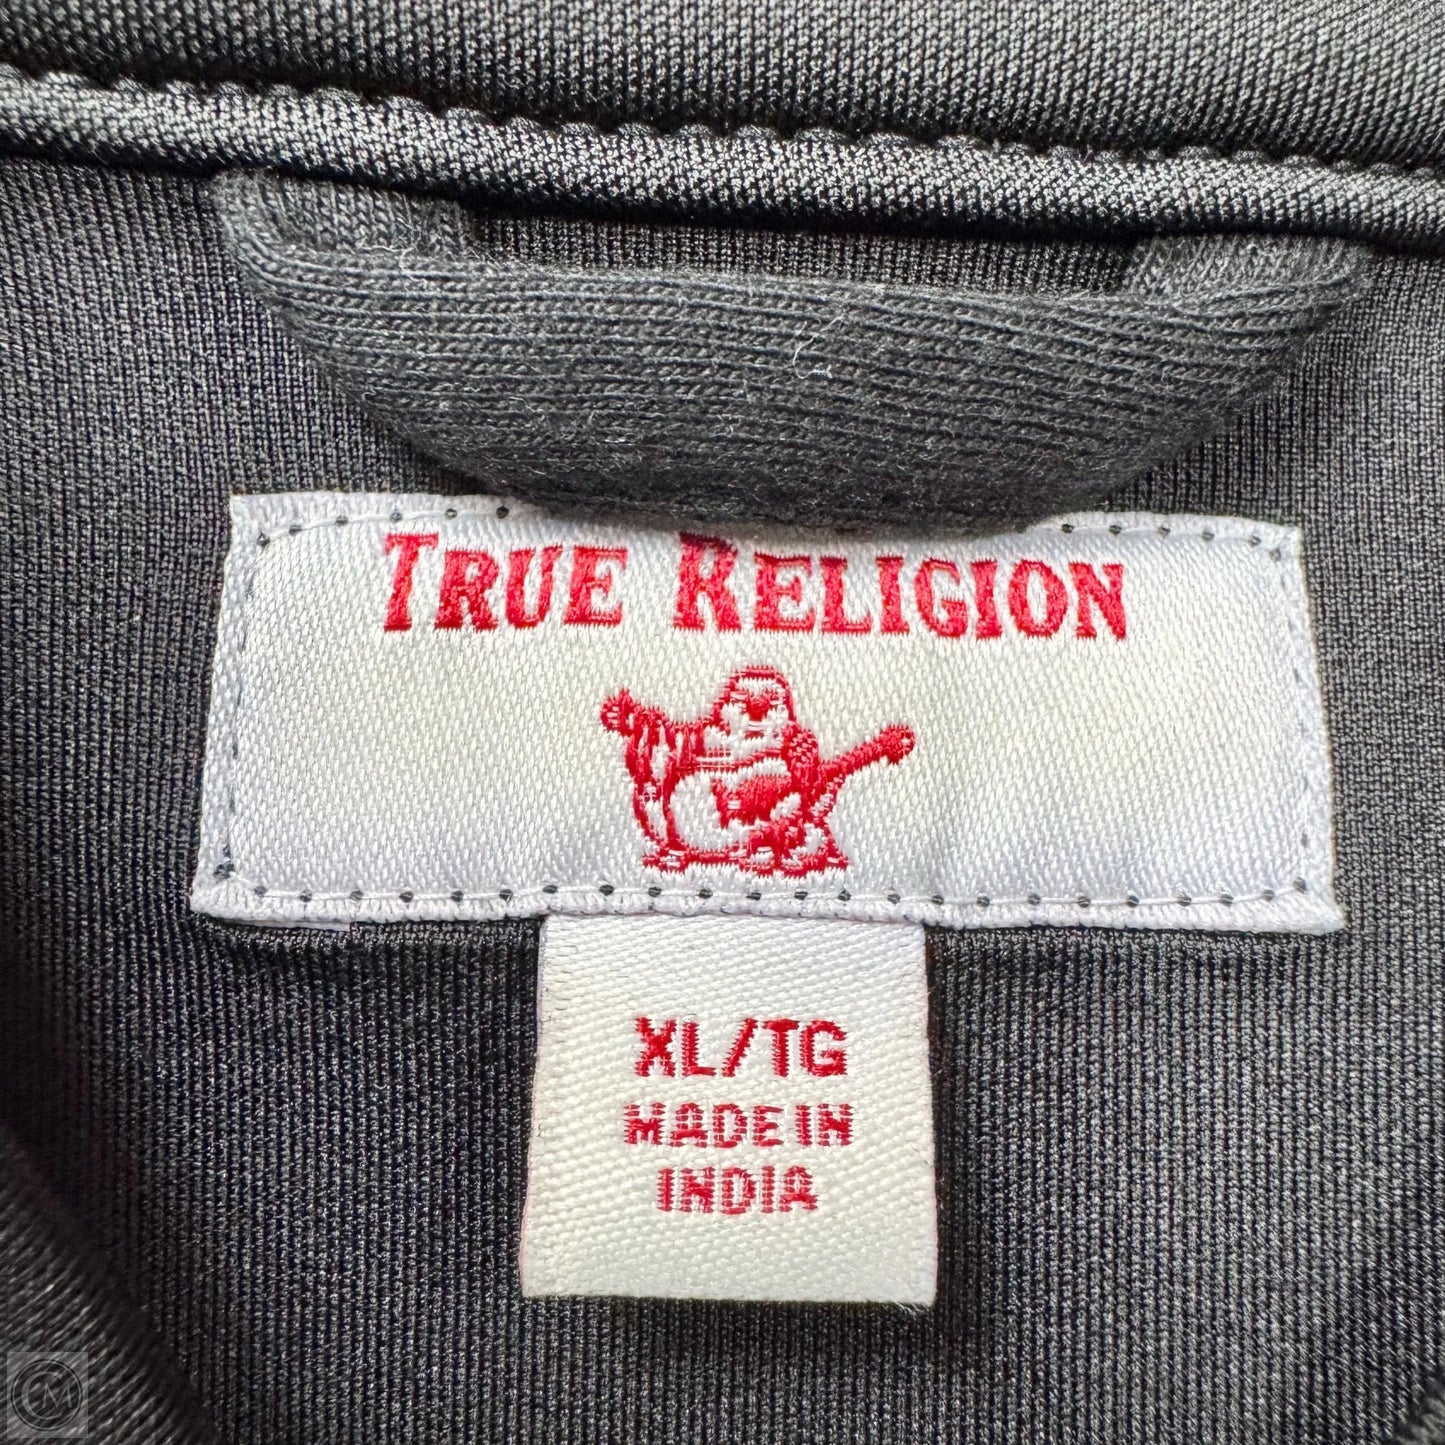 TRUE RELIGION
XL/TG
MADE IN
INDIA